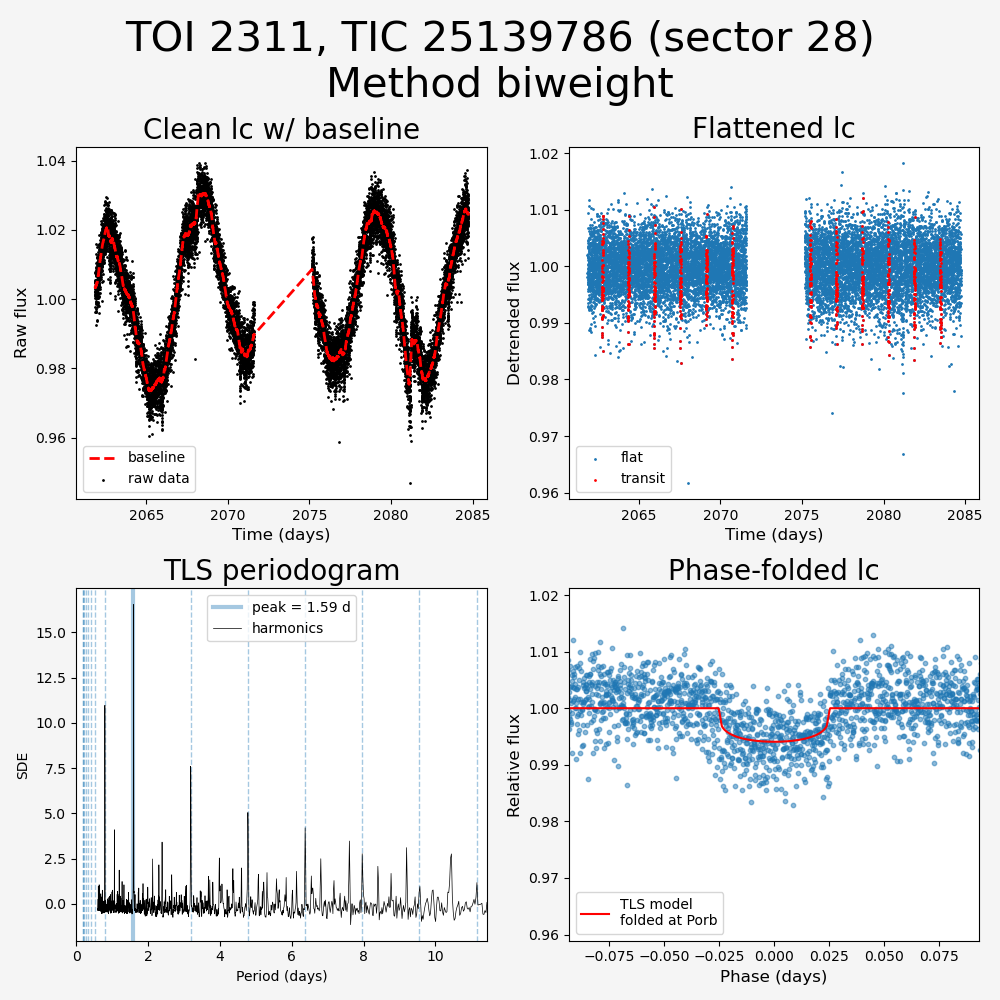 TOI 2311, TIC 25139786 (sector 28)
Method biweight
Clean lc w/ baseline
1.04
1.02
1.00
0.98
0.96
Raw flux
baseline
raw data
2065
2070
2075
2080
2085
Time (days)
Flattened lc
1.02
1.01
1.00
0.99
0.98
0.97
0.96
Detrended flux
flat
transit
2065
2070
2075
2080
2085
Time (days)
TLS periodogram
15.0
12.5
10.0
7.5
5.0
2.5
0.0
SDE
peak = 1.59 d
harmonics
0
2
4
6
8
10
Period (days)
Phase-folded lc
1.02
1.01
1.00
0.99
0.98
0.97
0.96
Relative flux
TLS model
folded at Porb
−0.075
−0.050
−0.025
0.000
0.025
0.050
0.075
Phase (days)